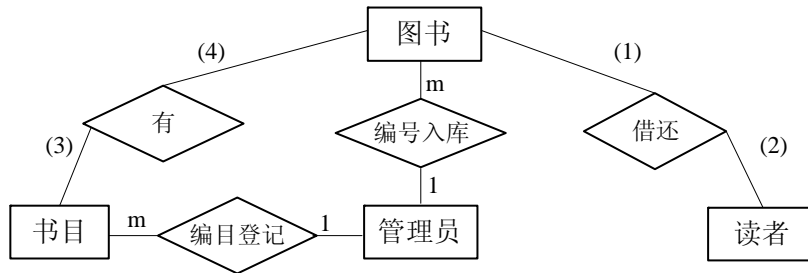 图书
(4)
(1)
m
有
编号入库
借还
(3)
(2)
1
书目
m
编目登记
1
管理员
读者